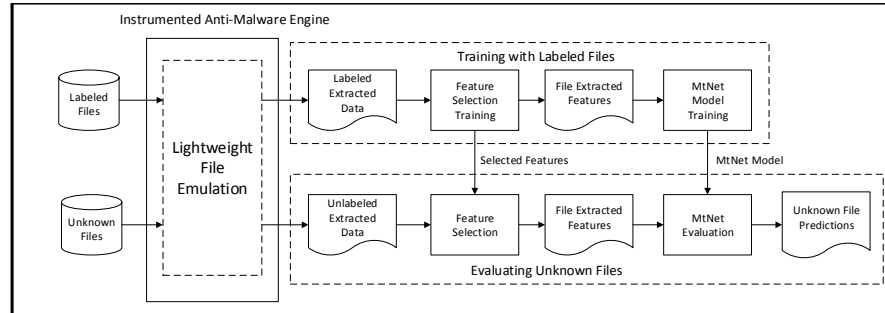 Instrumented Anti-Malware Engine
Labeled
Files
Unknown
Files
Lightweight
File
Emulation
Training with Labeled Files
Labeled
Extracted
Data
Feature
Selection
Training
File Extracted
Features
MtNet
Model
Training
Selected Features
MtNet Model
Unlabeled
Extracted
Data
Feature
Selection
File Extracted
Features
MtNet
Evaluation
Unknown File
Predictions
Evaluating Unknown Files